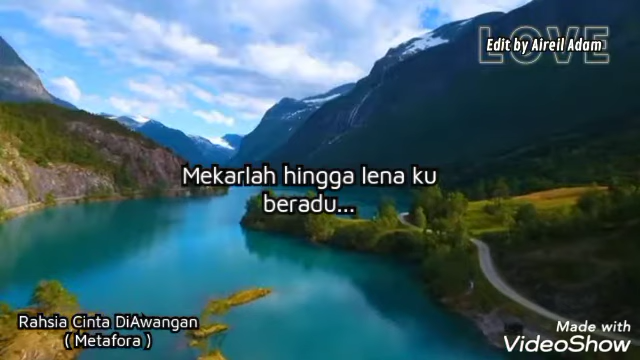 LOVE
Edit by Aireil Adam
Mekarlah hingga lena ku
beradu...
Rahsia Cinta DiAwangan
( Metafora )
Made with
VideoShow